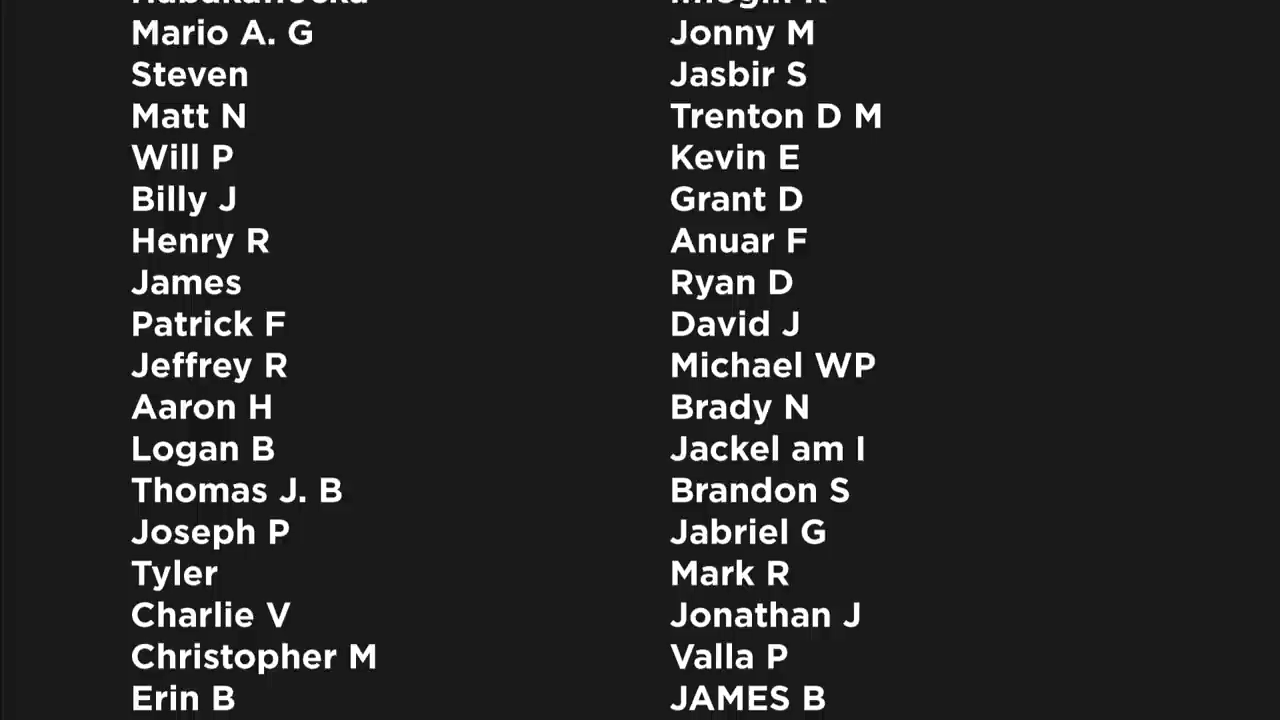 Mario A. G
Steven
Matt N
Will P
Billy J
Henry R
James
Patrick F
Jeffrey R
Aaron H
Logan B
Thomas J. B
Joseph P
Tyler
Charlie V
Christopher M
Erin B
Jonny M
Jasbir S
Trenton D M
Kevin E
Grant D
Anuar F
Ryan D
David J
Michael WP
Brady N
Jackel am I
Brandon S
Jabriel G
Mark R
Jonathan J
Valla P
JAMES B